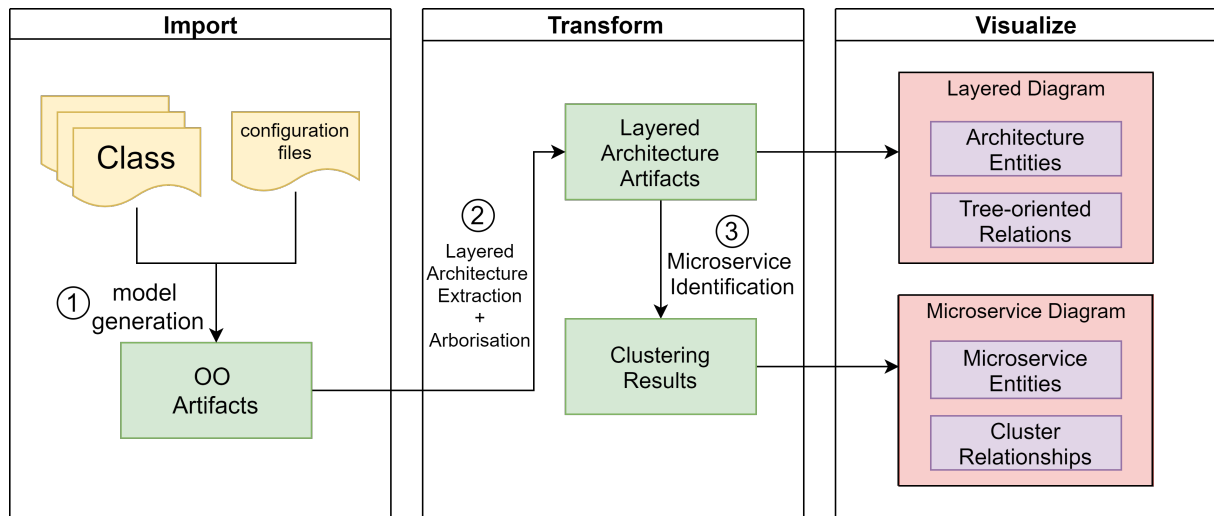 Import
Class
configuration
files
1
model
generation
OO
Artifacts
Transform
2
Layered
Architecture
Extraction
+
Arborisation
Layered
Architecture
Artifacts
3
Microservice
Identification
Clustering
Results
Visualize
Layered Diagram
Architecture
Entities
Tree-oriented
Relations
Microservice Diagram
Microservice
Entities
Cluster
Relationships